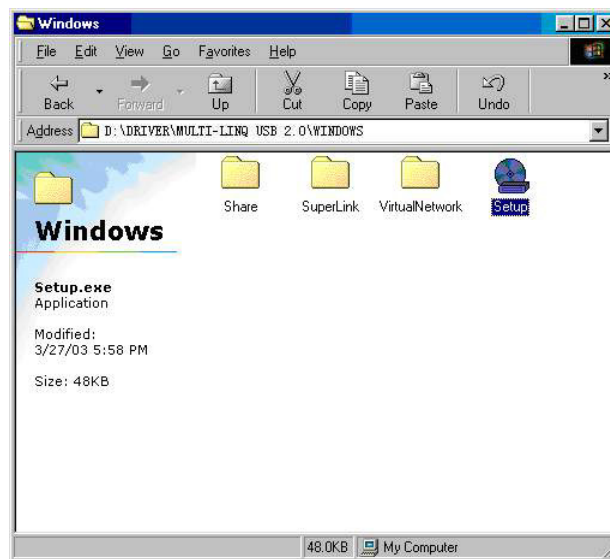 Windows
File Edit View Go Favorites Help
Back Forward Up Cut Copy Paste Undo »
Address D:\DRIVER\MULTI-LINQ USB 2.0\WINDOWS
Share SuperLink VirtualNetwork Setup
Windows
Setup.exe
Application
Modified:
3/27/03 5:58 PM
Size: 48KB
48.0KB My Computer